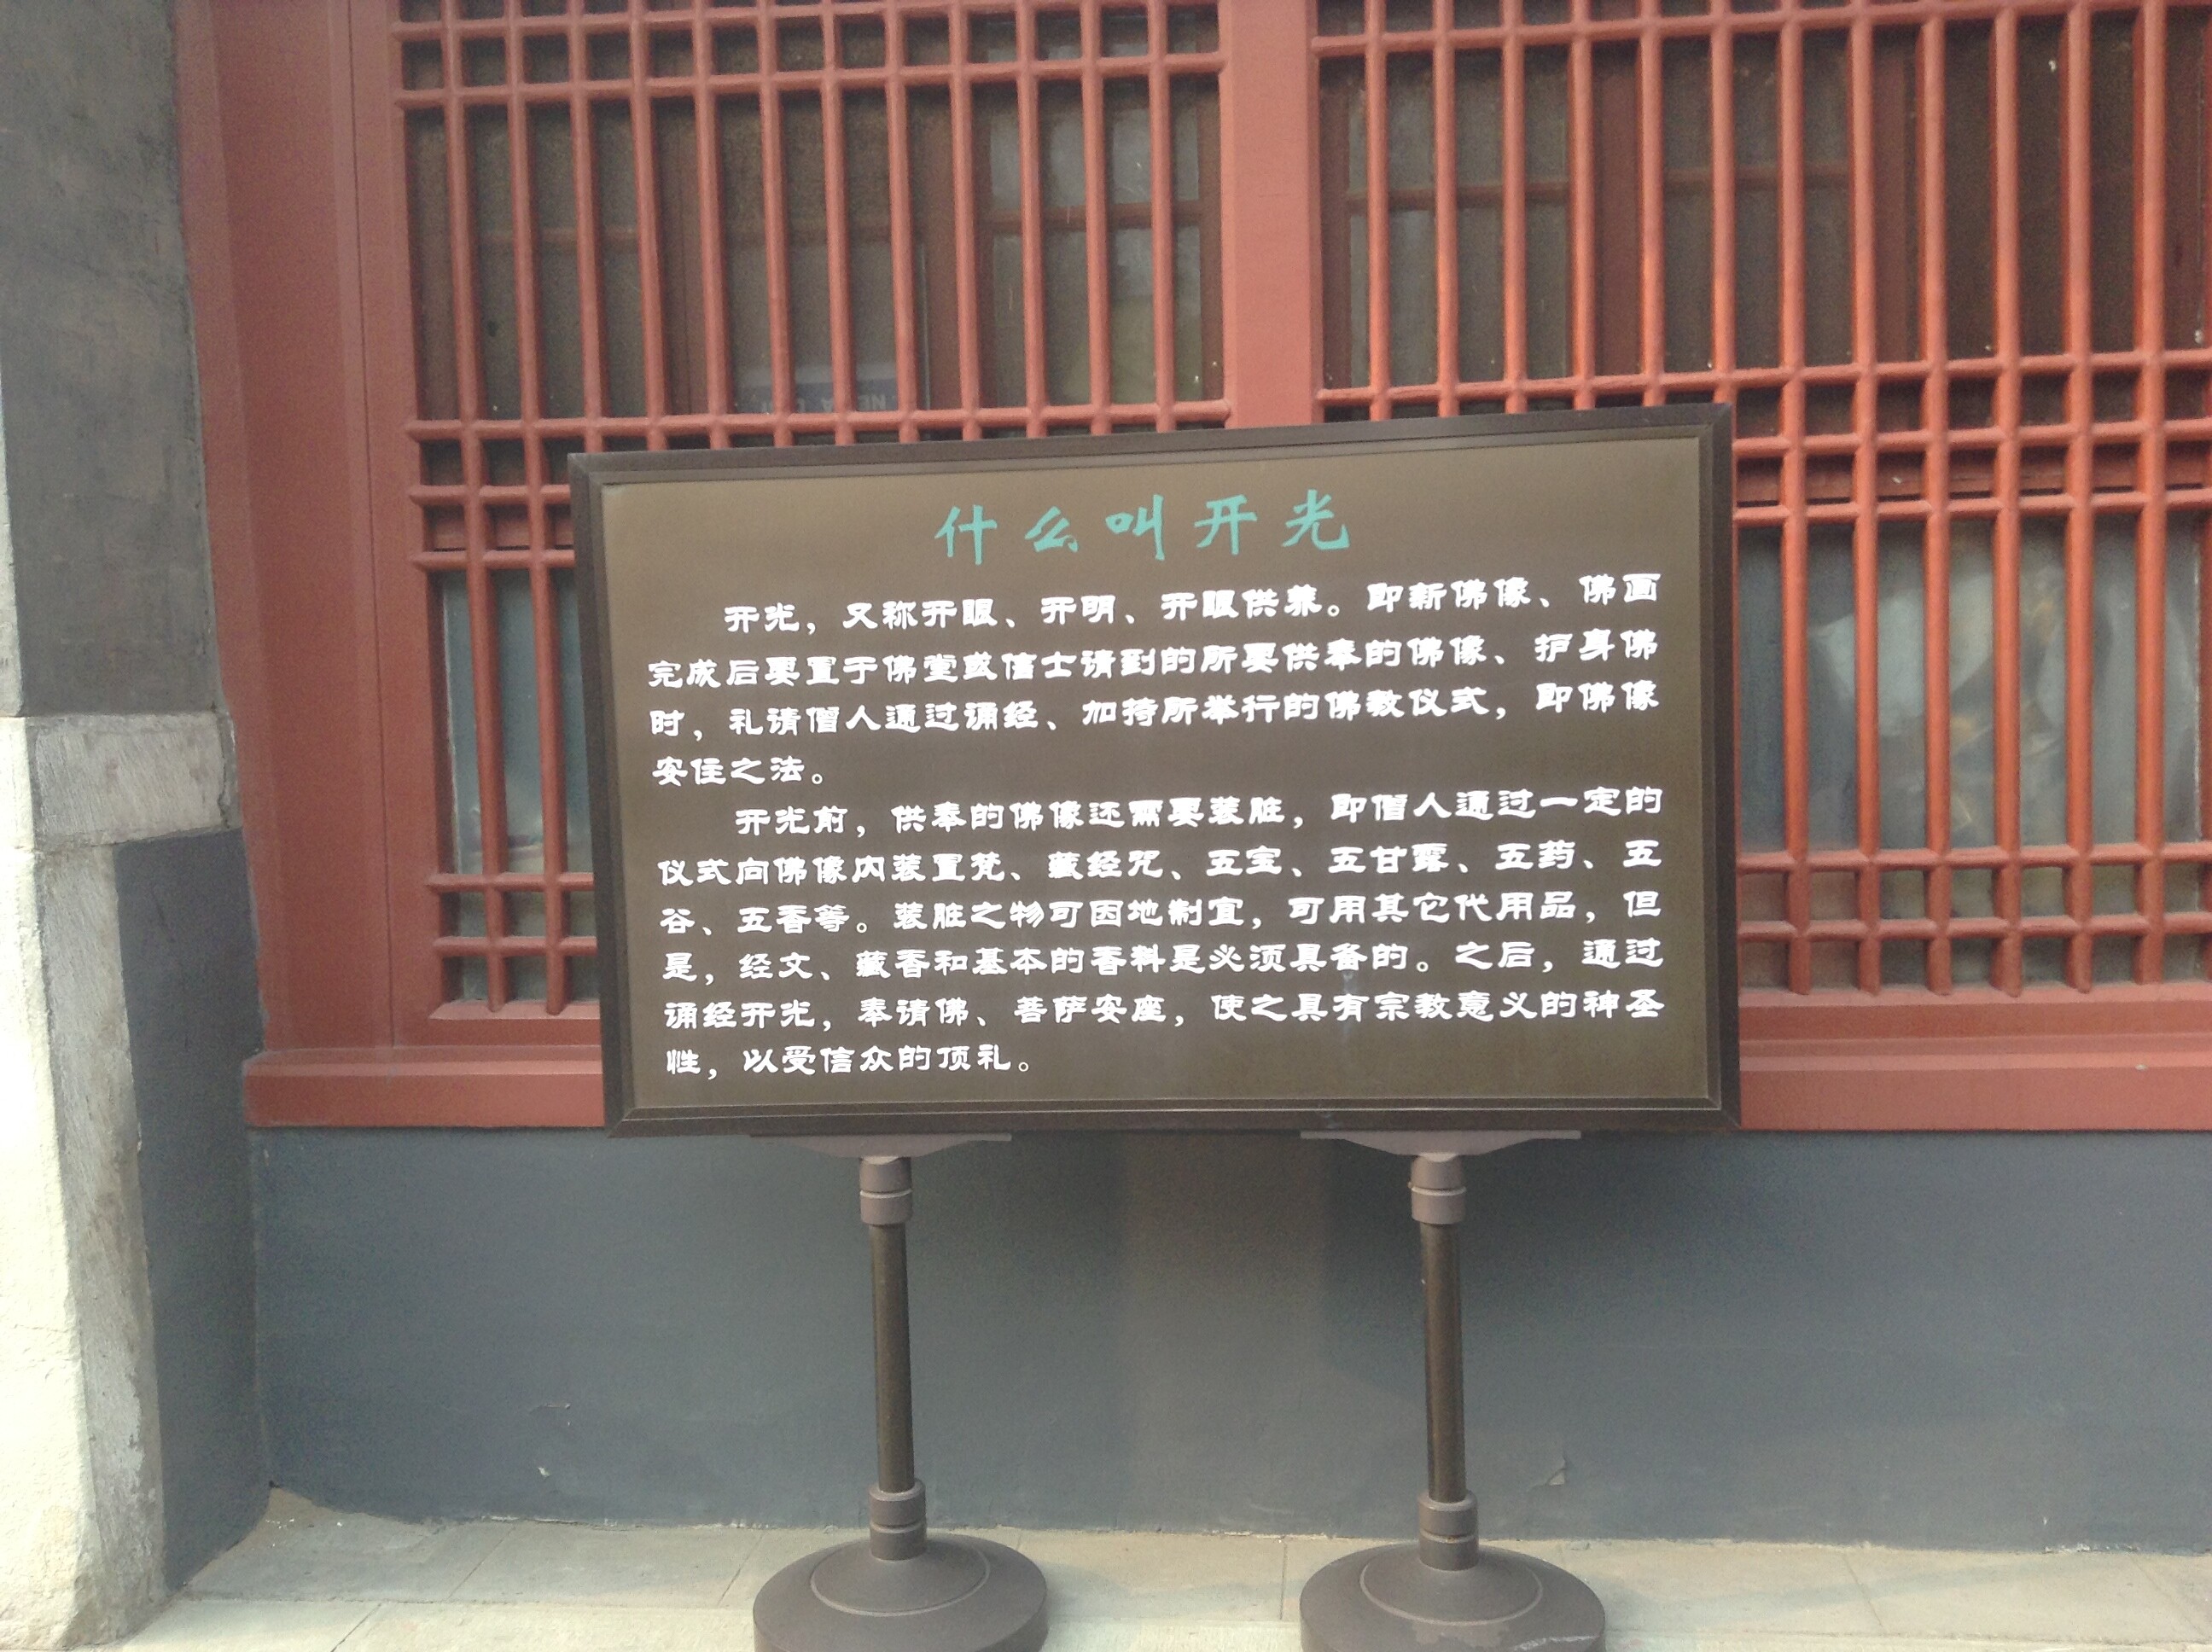 什么叫开光
开光，又称开眼、开明、开眼供养。即新佛像、佛画
完成后要置于佛堂或信士请到的所要供奉的佛像、护身佛
时，礼请僧人通过诵经、加持所举行的佛教仪式，即佛像
安住之法。
开光前，供奉的佛像还需要装脏，即僧人通过一定的
仪式向佛像内装置梵、藏经咒、五宝、五甘露、五药、五
谷、五香等。装脏之物可因地制宜，可用其它代用品，但
是，经文、藏香和基本的香料是必须具备的。之后，通过
诵经开光，奉请佛、菩萨安座，使之具有宗教意义的神圣
性，以受信众的顶礼。